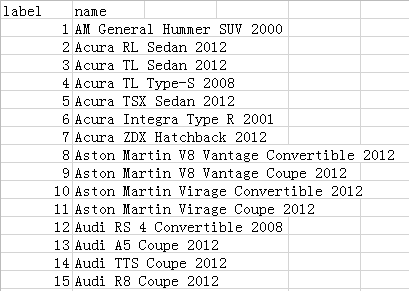 label name
1 AM General Hummer SUV 2000
2 Acura RL Sedan 2012
3 Acura TL Sedan 2012
4 Acura TL Type-S 2008
5 Acura TSX Sedan 2012
6 Acura Integra Type R 2001
7 Acura ZDX Hatchback 2012
8 Aston Martin V8 Vantage Convertible 2012
9 Aston Martin V8 Vantage Coupe 2012
10 Aston Martin Virage Convertible 2012
11 Aston Martin Virage Coupe 2012
12 Audi RS 4 Convertible 2008
13 Audi A5 Coupe 2012
14 Audi TTS Coupe 2012
15 Audi R8 Coupe 2012